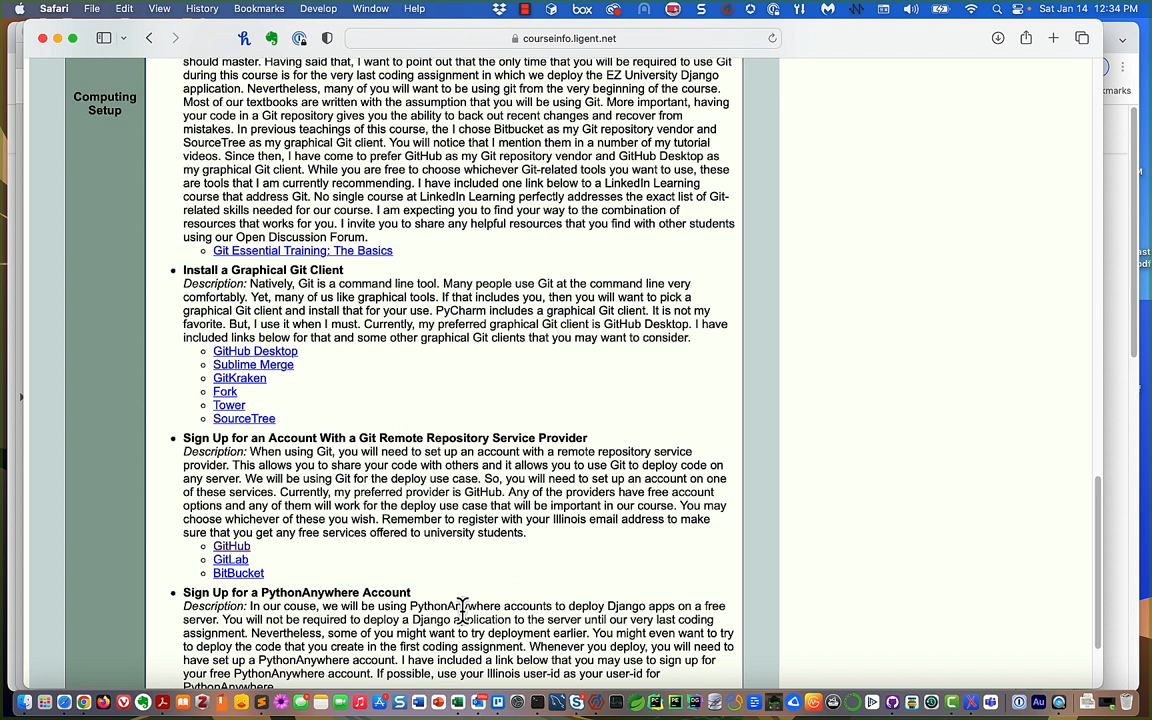 Safari File Edit View History Bookmarks Develop Window Help box Sat Jan 14 12:34 PM
courseinfo.ligent.net
kmarks
Computing
Setup
should master. Having said that, I want to point out that the only time that you will be required to use Git
during this course is for the very last coding assignment in which we deploy the EZ University Django
application. Nevertheless, many of you will want to be using git from the very beginning of the course.
Most of our textbooks are written with the assumption that you will be using Git. More important, having
your code in a Git repository gives you the ability to back out recent changes and recover from
mistakes. In previous teachings of this course, the I chose Bitbucket as my Git repository vendor and
SourceTree as my graphical Git client. You will notice that I mention them in a number of my tutorial
videos. Since then, I have come to prefer GitHub as my Git repository vendor and GitHub Desktop as
my graphical Git client. While you are free to choose whichever Git-related tools you want to use, these
are tools that I am currently recommending. I have included one link below to a LinkedIn Learning
course that address Git. No single course at LinkedIn Learning perfectly addresses the exact list of Git-
related skills needed for our course. I am expecting you to find your way to the combination of
resources that works for you. I invite you to share any helpful resources that you find with other students
using our Open Discussion Forum.
Git Essential Training: The Basics
Install a Graphical Git Client
Description: Natively, Git is a command line tool. Many people use Git at the command line very
comfortably. Yet, many of us like graphical tools. If that includes you, then you will want to pick a
graphical Git client and install that for your use. PyCharm includes a graphical Git client. It is not my
favorite. But, I use it when I must. Currently, my preferred graphical Git client is GitHub Desktop. I have
included links below for that and some other graphical Git clients that you may want to consider.
GitHub Desktop
Sublime Merge
GitKraken
Fork
Tower
SourceTree
Sign Up for an Account With a Git Remote Repository Service Provider
Description: When using Git, you will need to set up an account with a remote repository service
provider. This allows you to share your code with others and it allows you to use Git to deploy code on
any server. We will be using Git for the deploy use case. So, you will need to set up an account on one
of these services. Currently, my preferred provider is GitHub. Any of the providers have free account
options and any of them will work for the deploy use case that will be important in our course. You may
choose whichever of these you wish. Remember to register with your Illinois email address to make
sure that you get any free services offered to university students.
GitHub
GitLab
BitBucket
Sign Up for a PythonAnywhere Account
Description: In our couse, we will be using PythonAnywhere accounts to deploy Django apps on a free
server. You will not be required to deploy a Django application to the server until our very last coding
assignment. Nevertheless, some of you might want to try deployment earlier. You might even want to try
to deploy the code that you create in the first coding assignment. Whenever you deploy, you will need to
have set up a PythonAnywhere account. I have included a link below that you may use to sign up for
your free PythonAnywhere account. If possible, use your Illinois user-id as your user-id for
PythonAnywhere.